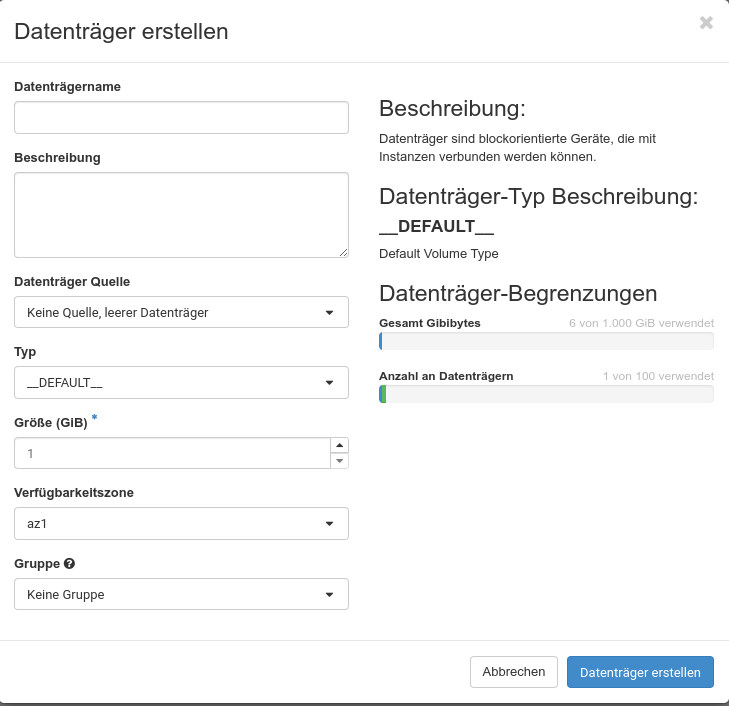 Datenträger erstellen
Datenträgername
Beschreibung
Datenträger Quelle
Keine Quelle, leerer Datenträger
Typ
__DEFAULT__
Größe (GiB) *
1
Verfügbarkeitszone
az1
Gruppe
Keine Gruppe
Beschreibung:
Datenträger sind blockorientierte Geräte, die mit
Instanzen verbunden werden können.
Datenträger-Typ Beschreibung:
__DEFAULT__
Default Volume Type
Datenträger-Begrenzungen
Gesamt Gibibytes 6 von 1.000 GiB verwendet
Anzahl an Datenträgern 1 von 100 verwendet
Abbrechen
Datenträger erstellen